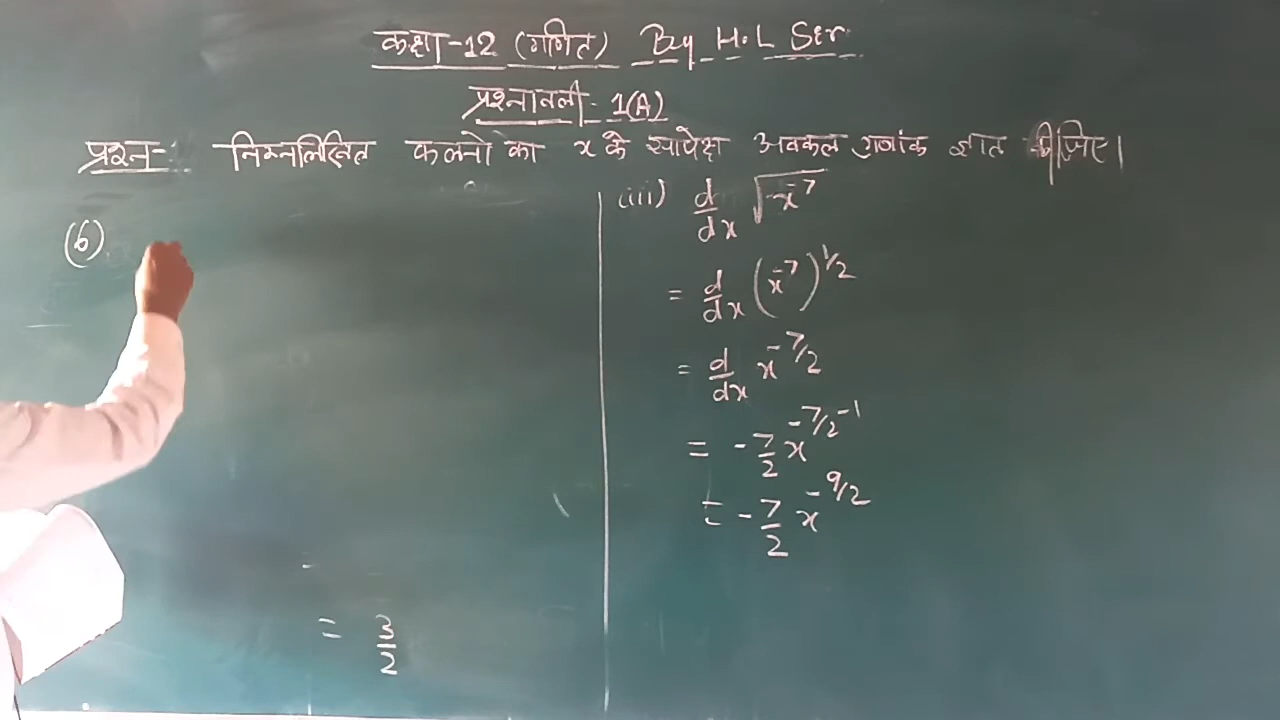 कक्षा-12 (गणित) By H.L Ser
प्रश्नावली- 1(A)
प्रश्न- निम्नलिखित फलनो का x के सापेक्ष अवकल गुणांक ज्ञात कीजिए।
(6)
= 3/2
(iii) d/dx √x^-7
= d/dx (x^-7)^1/2
= d/dx x^-7/2
= -7/2 x^-7/2-1
= -7/2 x^-9/2